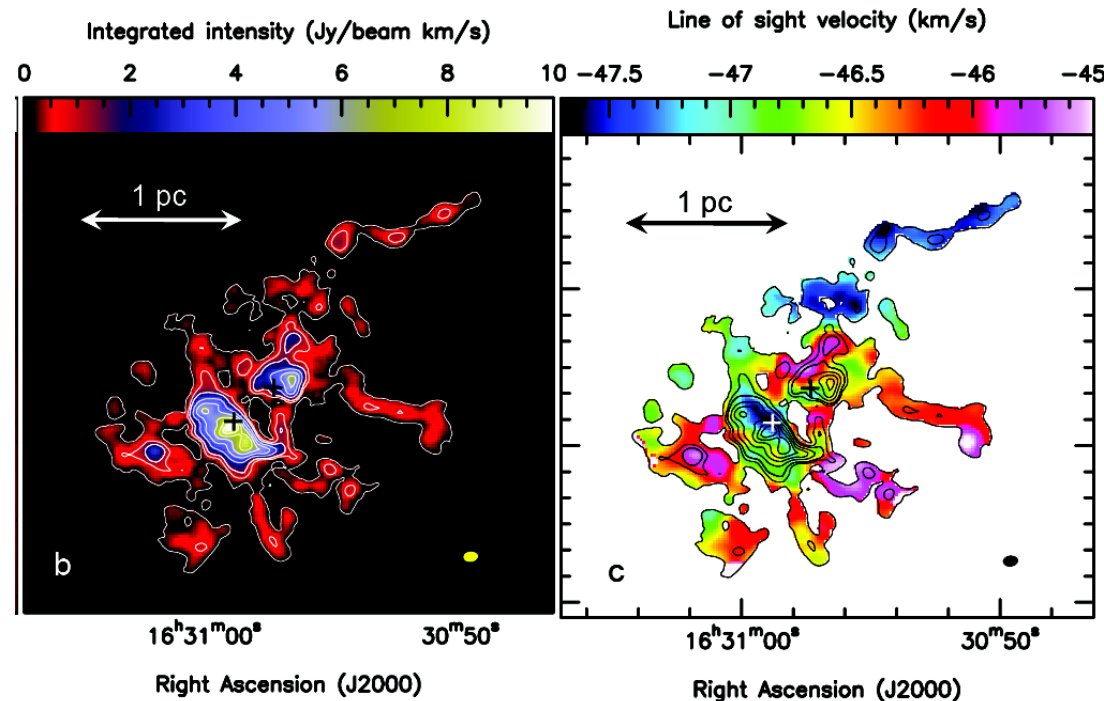 Integrated intensity (Jy/beam km/s)
0 2 4 6 8 10
1 pc
b
16ʰ31ᵐ00ˢ 30ᵐ50ˢ
Right Ascension (J2000)
Line of sight velocity (km/s)
−47.5 −47 −46.5 −46 −45
1 pc
c
16ʰ31ᵐ00ˢ 30ᵐ50ˢ
Right Ascension (J2000)